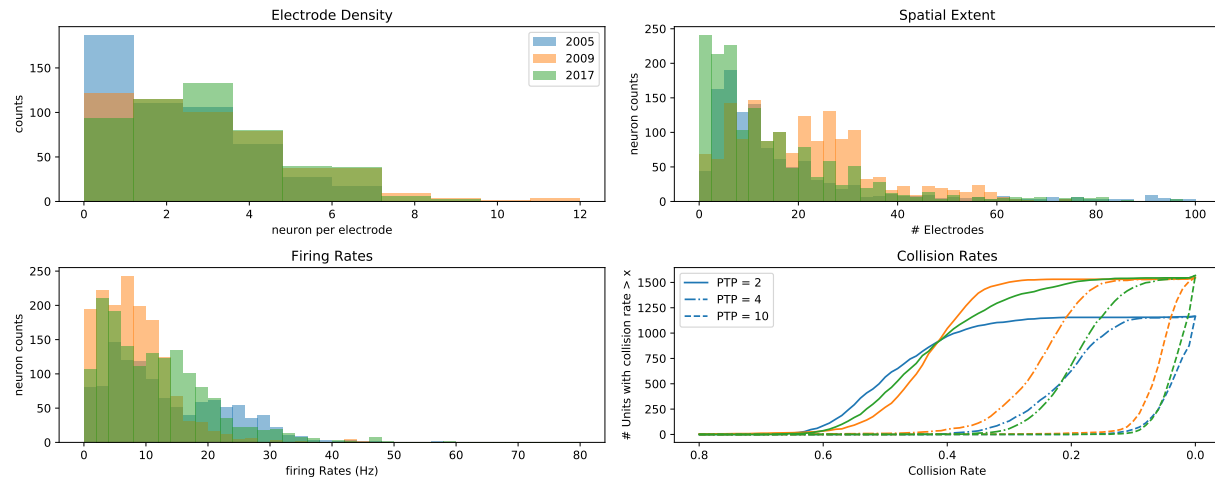 Electrode Density
counts
150
100
50
0
0 2 4 6 8 10 12
neuron per electrode
2005
2009
2017
Spatial Extent
neuron counts
250
200
150
100
50
0
0 20 40 60 80 100
# Electrodes
Firing Rates
neuron counts
250
200
150
100
50
0
0 10 20 30 40 50 60 70 80
firing Rates (Hz)
Collision Rates
# Units with collision rate > x
1500
1250
1000
750
500
250
0
0.8 0.6 0.4 0.2 0.0
Collision Rate
PTP = 2
PTP = 4
PTP = 10